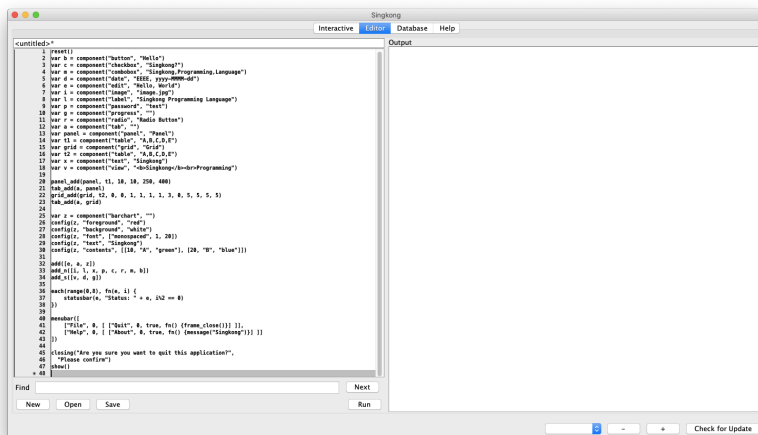 Singkong
Interactive Editor Database Help
<untitled>*
Output
1 reset()
2 var b = component("button", "Hello")
3 var c = component("checkbox", "Singkong?")
4 var m = component("combobox", "Singkong,Programming,Language")
5 var d = component("date", "EEEE, yyyy-MMMM-dd")
6 var e = component("edit", "Hello, World")
7 var i = component("image", "image.jpg")
8 var l = component("label", "Singkong Programming Language")
9 var p = component("password", "test")
10 var g = component("progress", "")
11 var r = component("radio", "Radio Button")
12 var a = component("tab", "")
13 var panel = component("panel", "Panel")
14 var t1 = component("table", "A,B,C,D,E")
15 var grid = component("grid", "Grid")
16 var t2 = component("table", "A,B,C,D,E")
17 var x = component("text", "Singkong")
18 var v = component("view", "<b>Singkong</b><br>Programming")
19
20 panel_add(panel, t1, 10, 10, 250, 400)
21 tab_add(a, panel)
22 grid_add(grid, t2, 0, 0, 1, 1, 1, 1, 3, 0, 5, 5, 5, 5)
23 tab_add(a, grid)
24
25 var z = component("barchart", "")
26 config(z, "foreground", "red")
27 config(z, "background", "white")
28 config(z, "font", ["monospaced", 1, 20])
29 config(z, "text", "Singkong")
30 config(z, "contents", [[10, "A", "green"], [20, "B", "blue"]])
31
32 add([e, a, z])
33 add_n([i, l, x, p, c, r, m, b])
34 add_s([v, d, g])
35
36 each(range(0,8), fn(e, i) {
37 statusbar(e, "Status: " + e, i%2 == 0)
38 })
39
40 menubar([
41 ["File", 0, [ ["Quit", 0, true, fn() {frame_close()}] ]],
42 ["Help", 0, [ ["About", 0, true, fn() {message("Singkong")}] ]]
43 ])
44
45 closing("Are you sure you want to quit this application?",
46 "Please confirm")
47 show()
* 48
Find Next
New Open Save Run
- + Check for Update